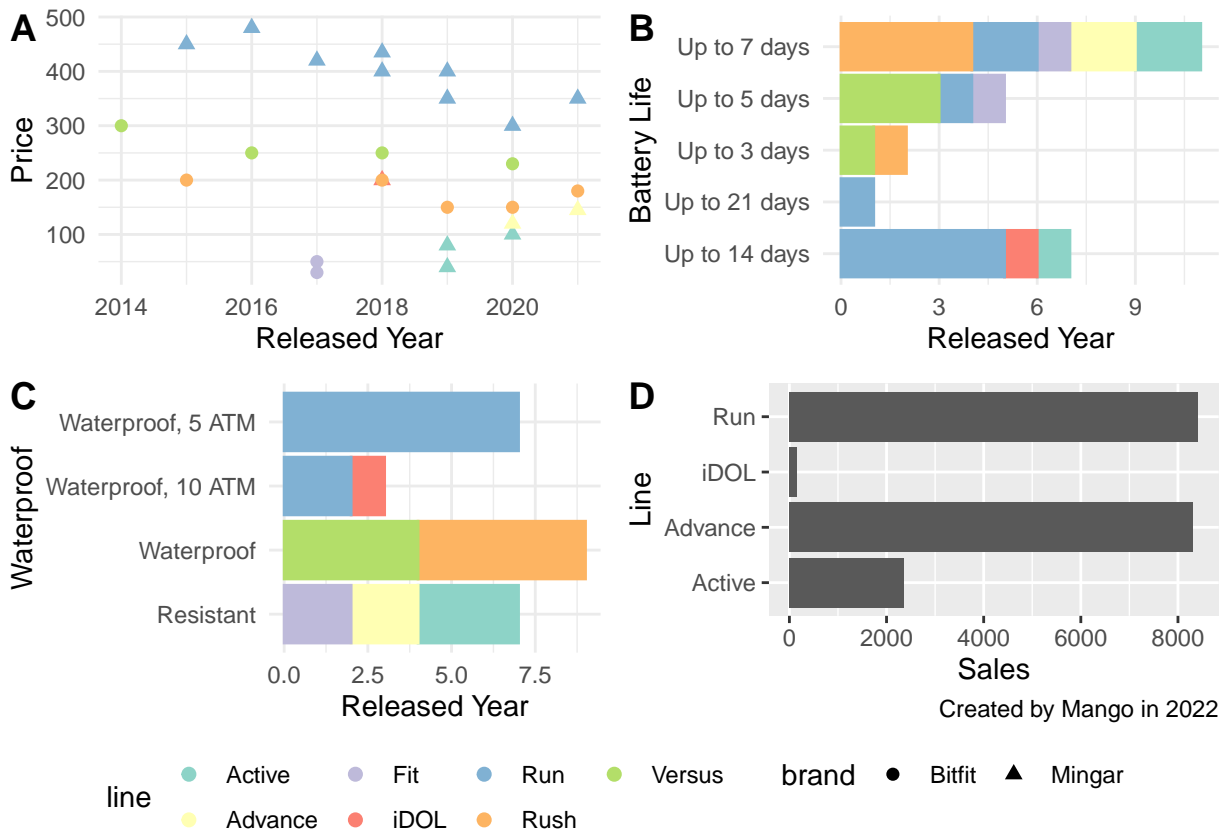 A
500
400
300
200
100
Price
2014 2016 2018 2020
Released Year
B
Up to 7 days
Up to 5 days
Up to 3 days
Up to 21 days
Up to 14 days
Battery Life
0 3 6 9
Released Year
C
Waterproof, 5 ATM
Waterproof, 10 ATM
Waterproof
Resistant
Waterproof
0.0 2.5 5.0 7.5
Released Year
D
Run
iDOL
Advance
Active
Line
0 2000 4000 6000 8000
Sales
Created by Mango in 2022
line
Active Fit Run Versus
Advance iDOL Rush
brand Bitfit Mingar